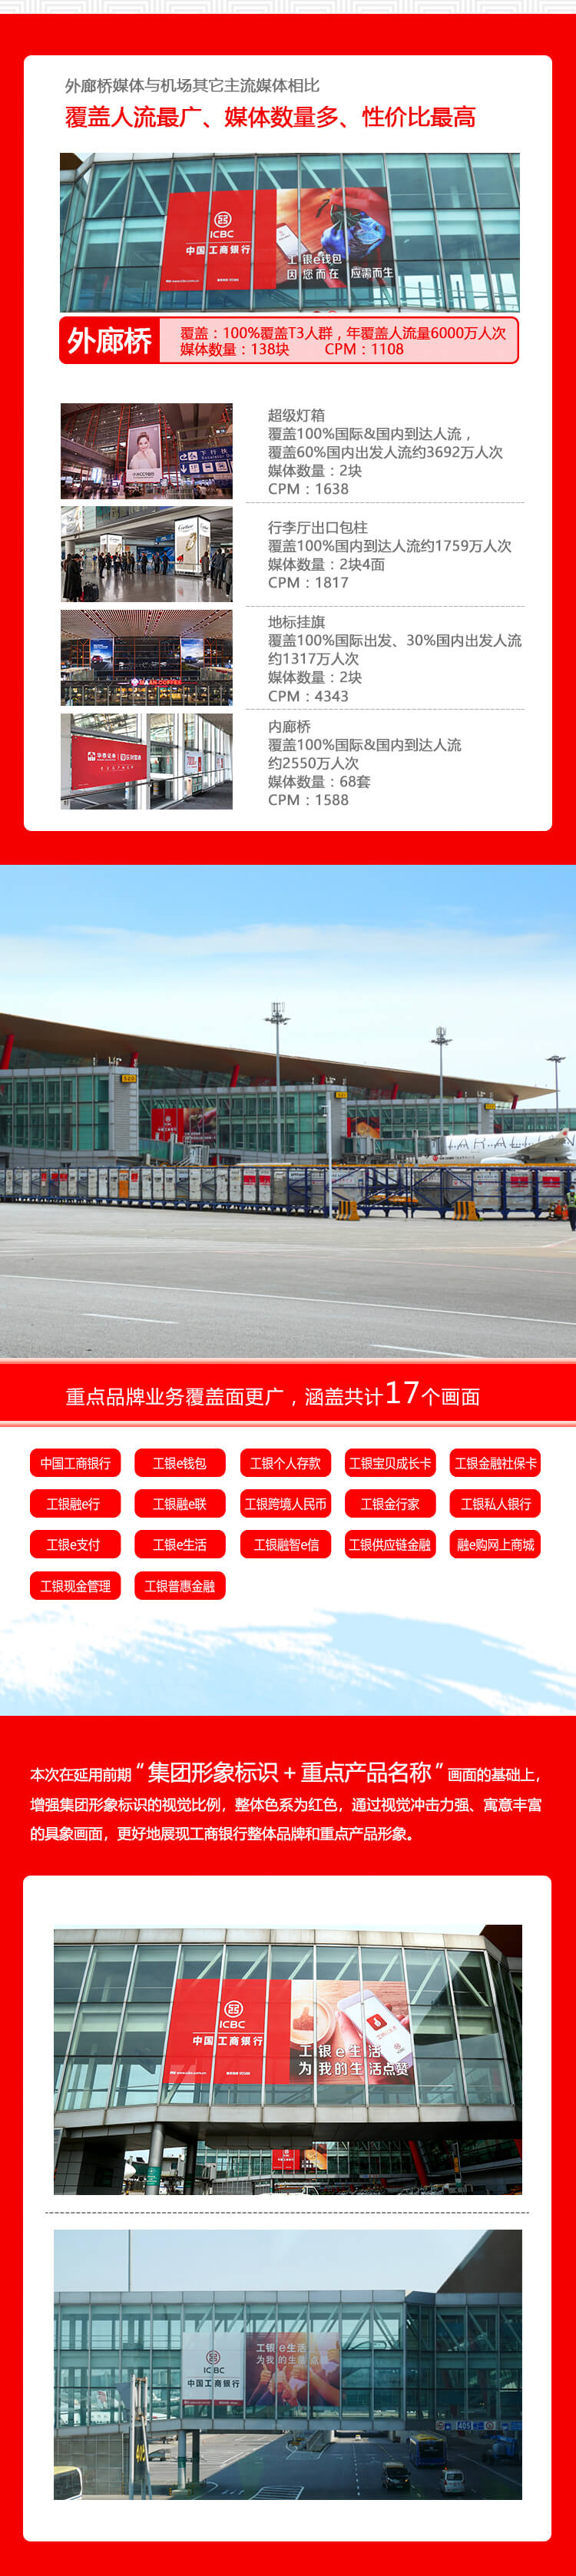 外廊桥媒体与机场其它主流媒体相比
覆盖人流最广、媒体数量多、性价比最高
ICBC
中国工商银行
工银e钱包
因您而在 应需而生
外廊桥
覆盖：100%覆盖T3人群，年覆盖人流量6000万人次
媒体数量：138块 CPM：1108
超级灯箱
覆盖100%国际&国内到达人流，
覆盖60%国内出发人流约3692万人次
媒体数量：2块
CPM：1638
行李厅出口包柱
覆盖100%国内到达人流约1759万人次
媒体数量：2块4面
CPM：1817
地标挂旗
覆盖100%国际出发、30%国内出发人流
约1317万人次
媒体数量：2块
CPM：4343
内廊桥
覆盖100%国际&国内到达人流
约2550万人次
媒体数量：68套
CPM：1588
重点品牌业务覆盖面更广，涵盖共计17个画面
中国工商银行 工银e钱包 工银个人存款 工银宝贝成长卡 工银金融社保卡
工银融e行 工银融e联 工银跨境人民币 工银金行家 工银私人银行
工银e支付 工银e生活 工银融智e信 工银供应链金融 融e购网上商城
工银现金管理 工银普惠金融
本次在延用前期“集团形象标识＋重点产品名称”画面的基础上，
增强集团形象标识的视觉比例，整体色系为红色，通过视觉冲击力强、寓意丰富
的具象画面，更好地展现工商银行整体品牌和重点产品形象。
ICBC
中国工商银行
工银e生活
为我的生活点赞
ICBC
中国工商银行
工银e生活
为我的生活点赞